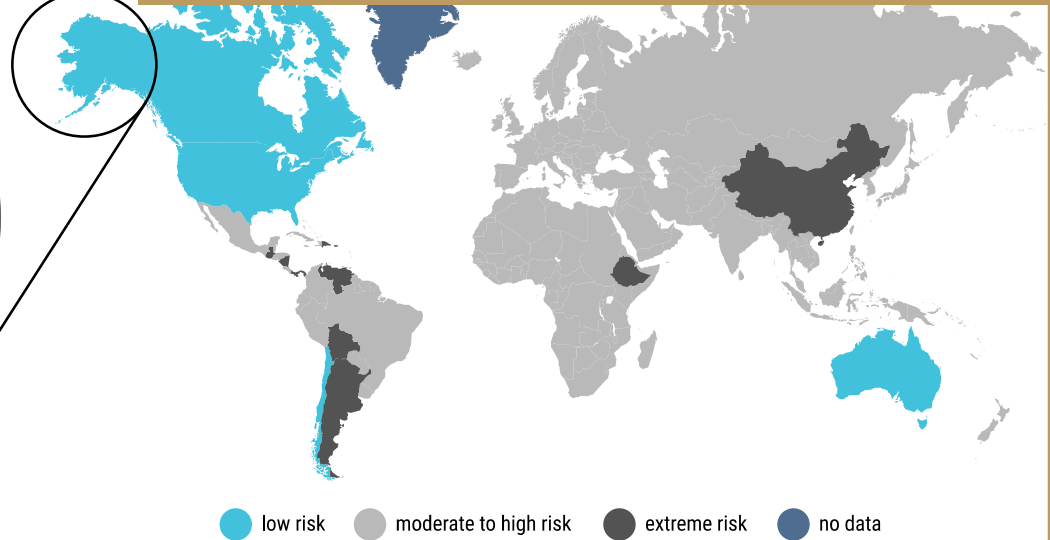 low risk moderate to high risk extreme risk no data